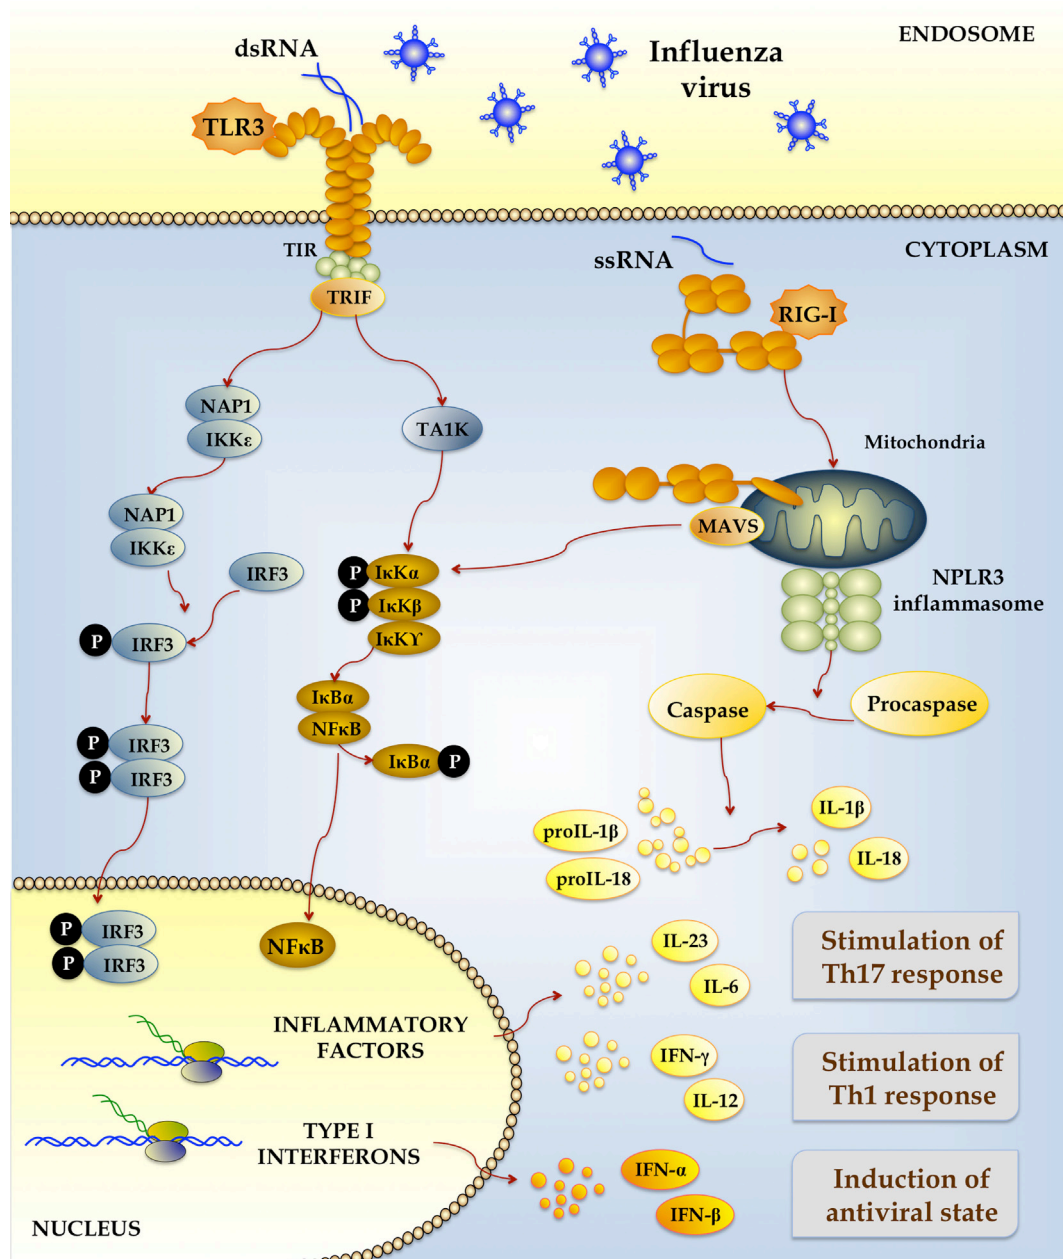 ENDOSOME
dsRNA
Influenza
virus
TLR3
TIR
TRIF
CYTOPLASM
ssRNA
RIG-I
NAP1
IKKε
TA1K
Mitochondria
NAP1
IKKε
MAVS
IRF3
P
IκKα
P
IκKβ
IκKϒ
NPLR3
inflammasome
P
IRF3
IκBα
NFκB
Caspase
Procaspase
P
IRF3
P
IRF3
IκBα
P
proIL-1β
proIL-18
IL-1β
IL-18
P
IRF3
P
IRF3
NFκB
IL-23
IL-6
Stimulation of
Th17 response
INFLAMMATORY
FACTORS
IFN-γ
IL-12
Stimulation of
Th1 response
TYPE I
INTERFERONS
IFN-α
IFN-β
Induction of
antiviral state
NUCLEUS